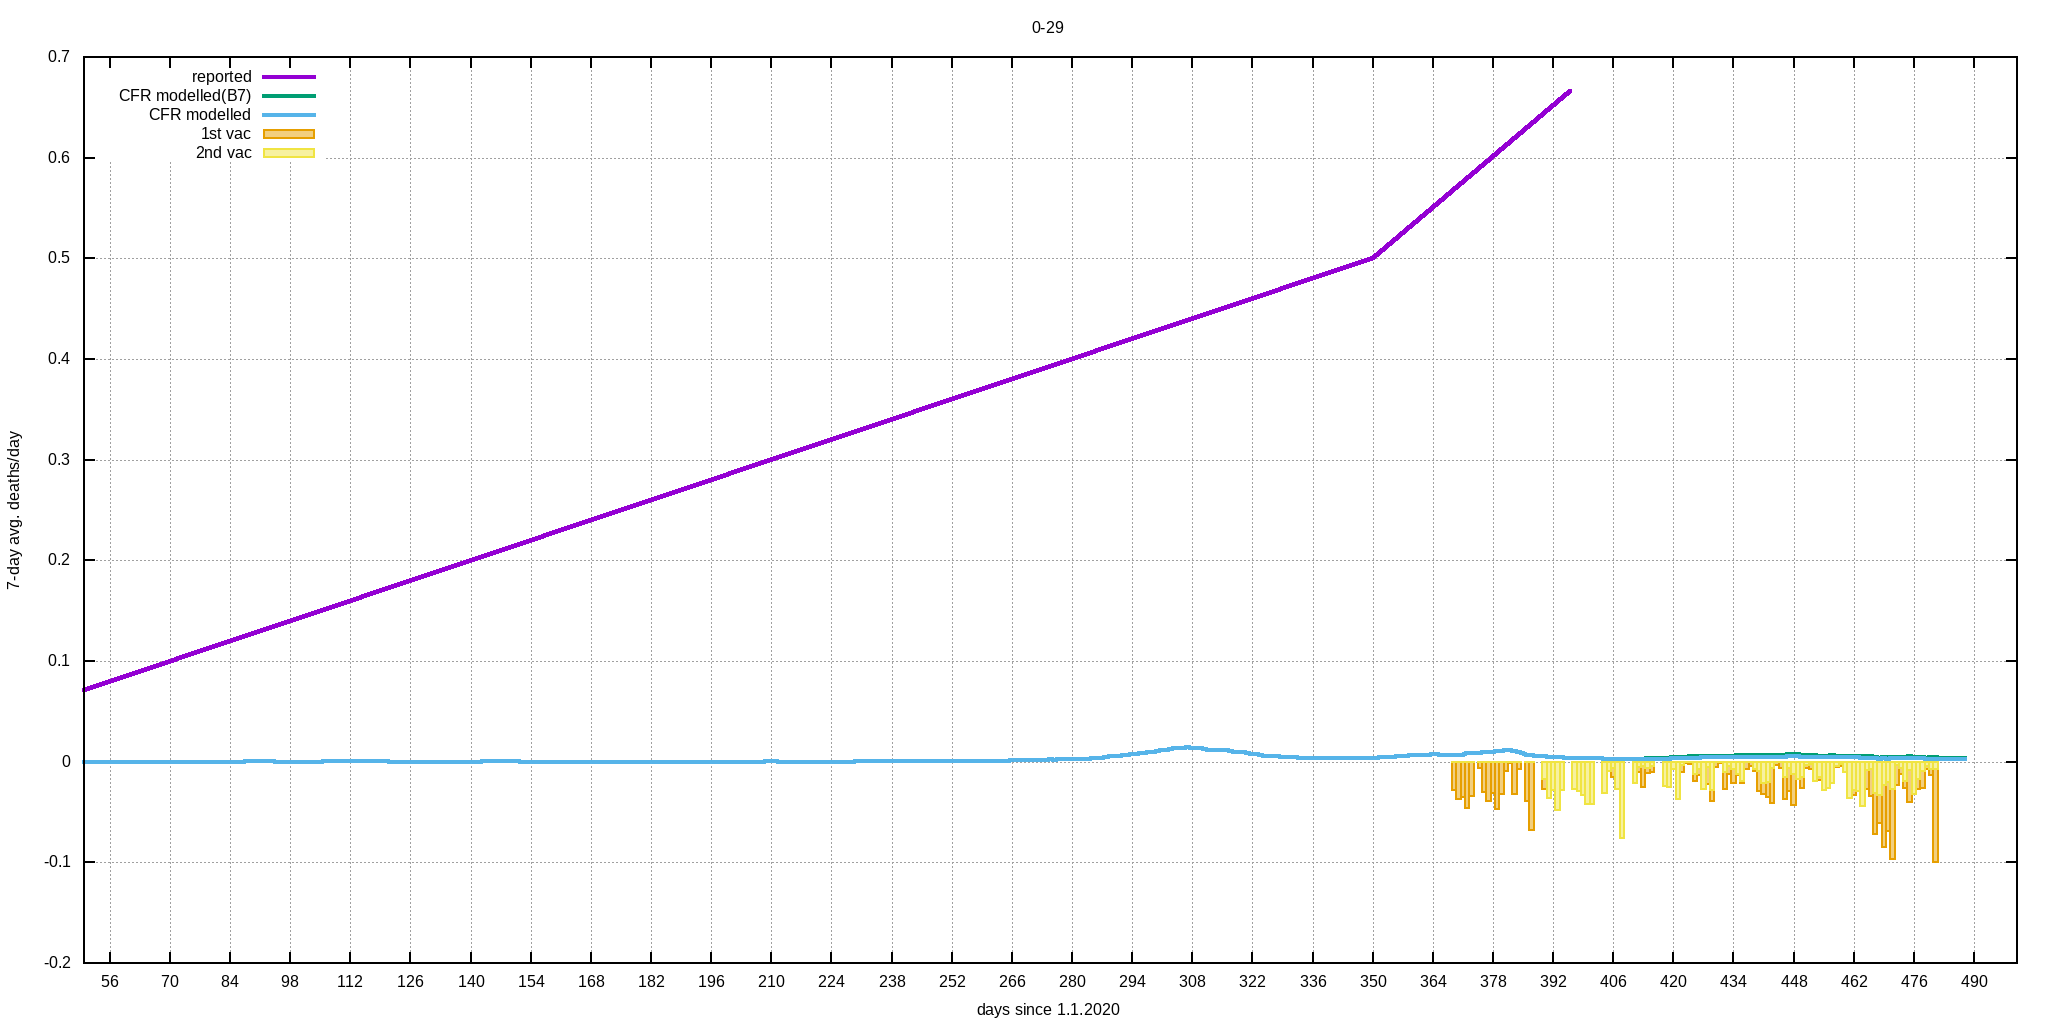 0-29
0.7
0.6
0.5
0.4
0.3
0.2
0.1
0
-0.1
-0.2
7-day avg. deaths/day
reported
CFR modelled(B7)
CFR modelled
1st vac
2nd vac
56 70 84 98 112 126 140 154 168 182 196 210 224 238 252 266 280 294 308 322 336 350 364 378 392 406 420 434 448 462 476 490
days since 1.1.2020